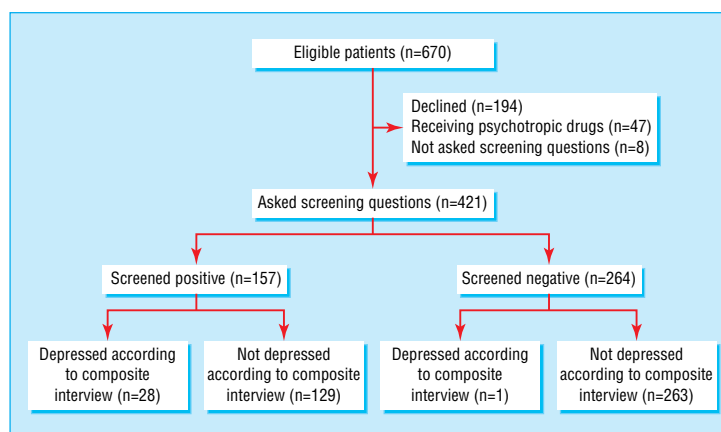 Eligible patients (n=670)
Declined (n=194)
Receiving psychotropic drugs (n=47)
Not asked screening questions (n=8)
Asked screening questions (n=421)
Screened positive (n=157)
Screened negative (n=264)
Depressed according
to composite
interview (n=28)
Not depressed
according to composite
interview (n=129)
Depressed according
to composite
interview (n=1)
Not depressed
according to composite
interview (n=263)